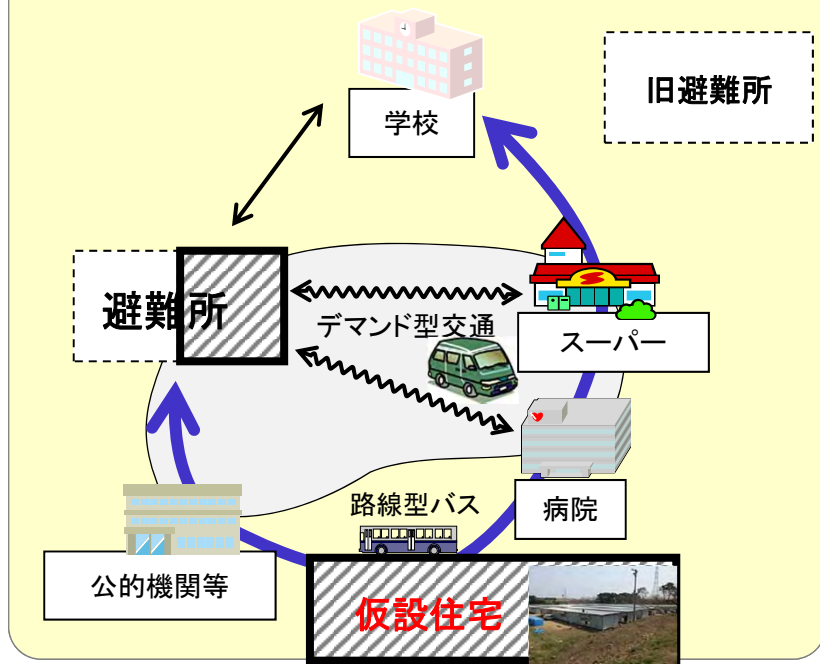 学校
旧避難所
避難所
デマンド型交通
スーパー
病院
路線型バス
公的機関等
仮設住宅